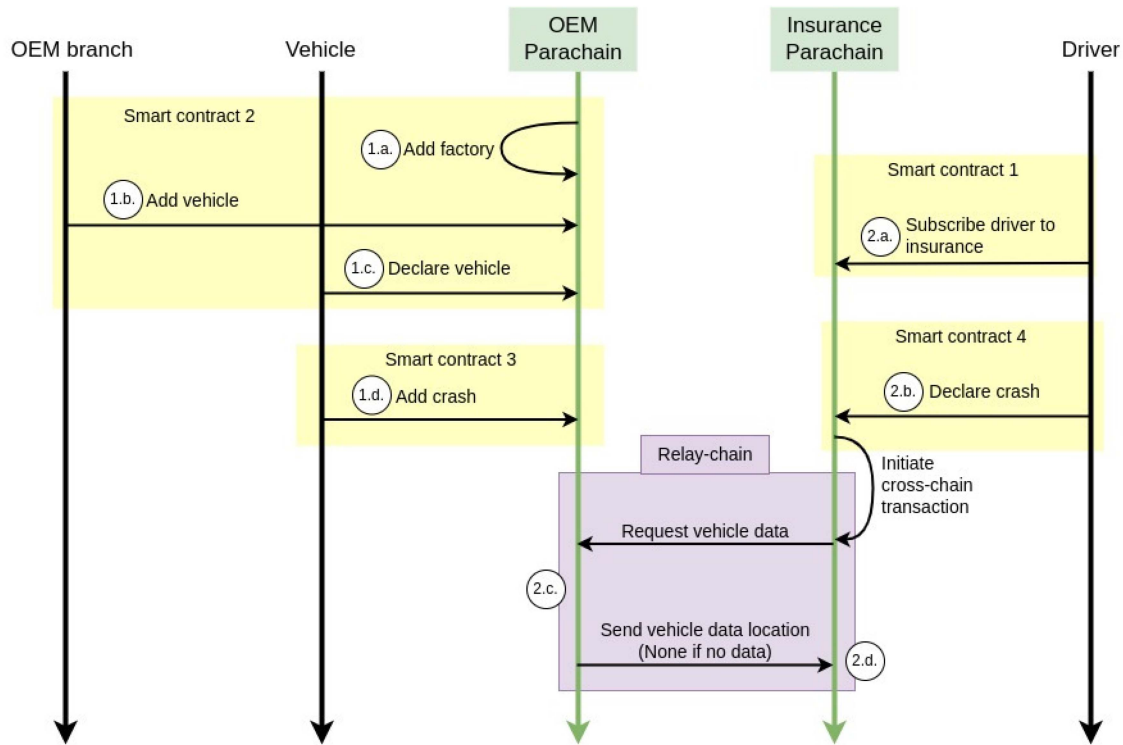 OEM branch
Vehicle
OEM
Parachain
Insurance
Parachain
Driver
Smart contract 2
1.a. Add factory
1.b. Add vehicle
1.c. Declare vehicle
Smart contract 1
2.a. Subscribe driver to
insurance
Smart contract 3
1.d. Add crash
Smart contract 4
2.b. Declare crash
Relay-chain
Initiate
cross-chain
transaction
Request vehicle data
2.c.
Send vehicle data location
(None if no data)
2.d.